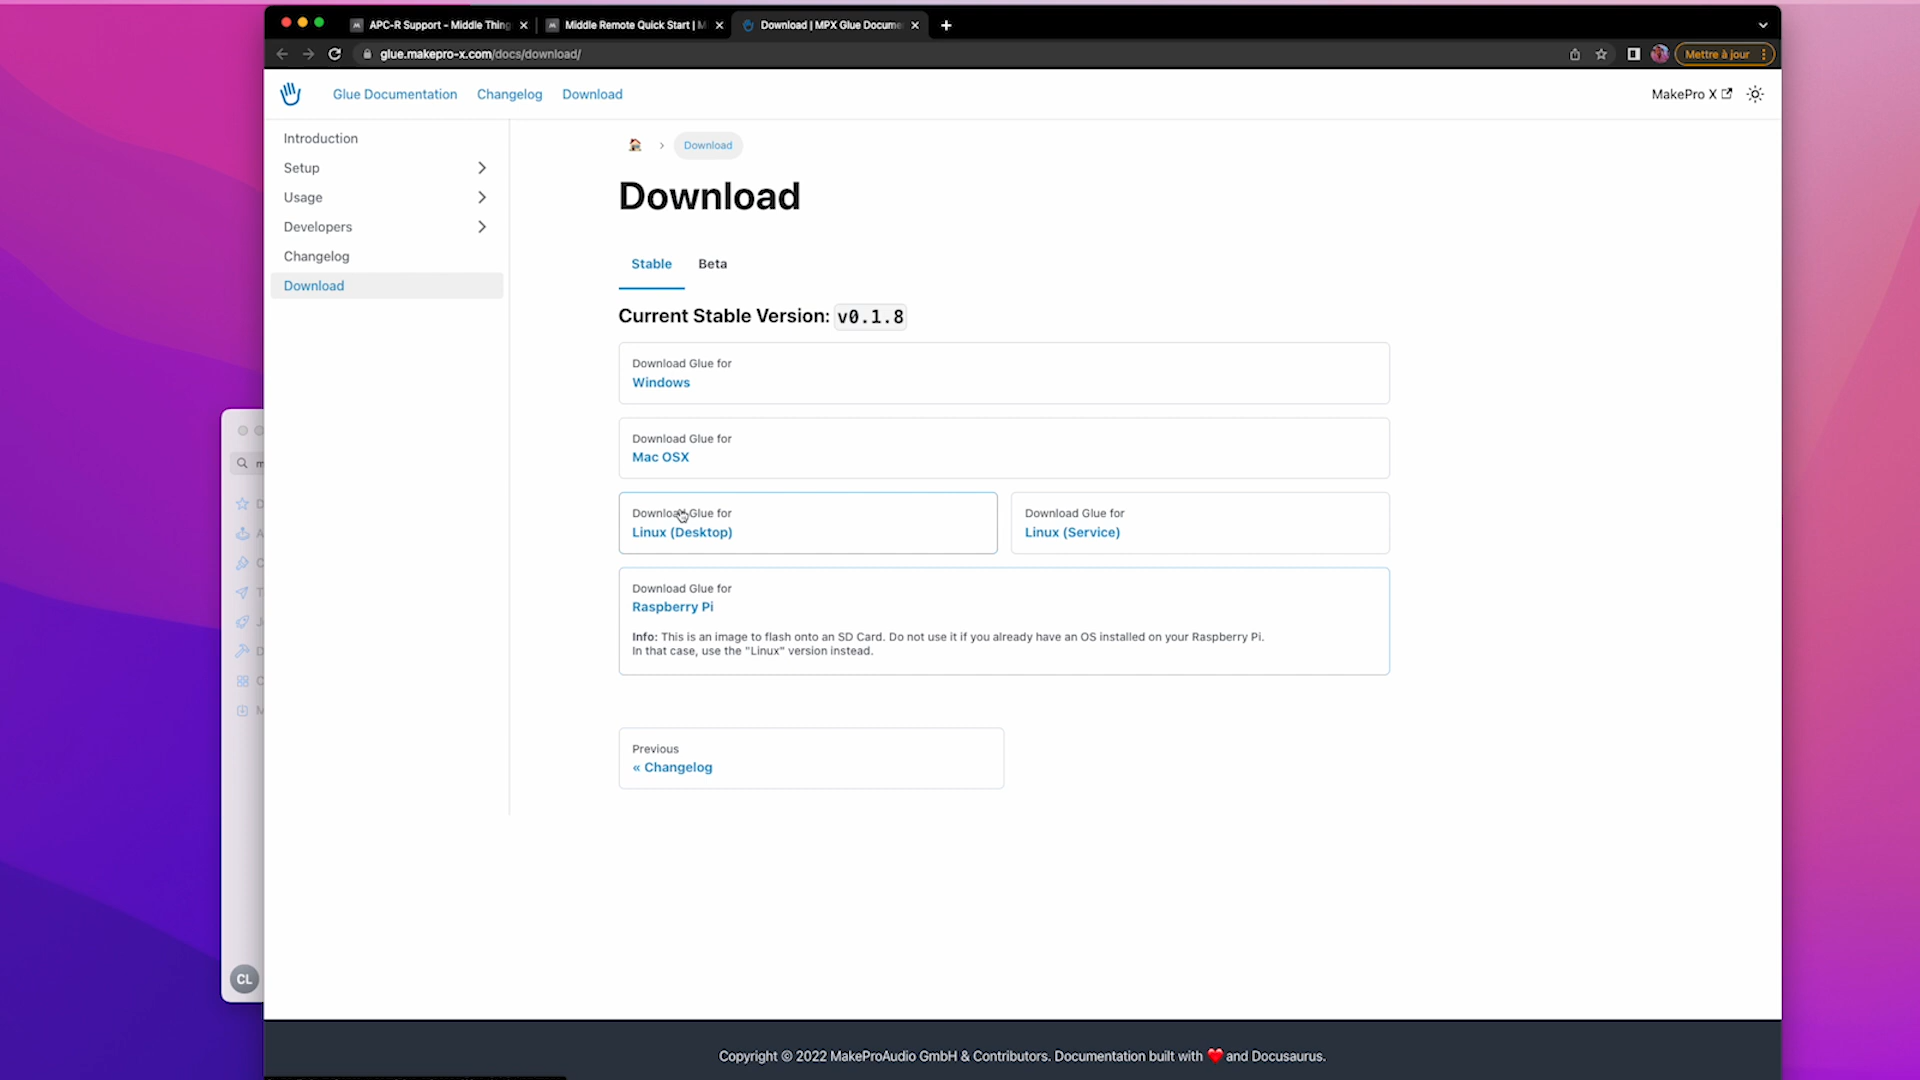 APC-R Support - Middle Thing
Middle Remote Quick Start | M
Download | MPX Glue Docume
glue.makepro-x.com/docs/download/
Mettre à jour
Glue Documentation
Changelog
Download
MakePro X
Introduction
Setup
Usage
Developers
Changelog
Download
Download
Download
Stable
Beta
Current Stable Version: v0.1.8
Download Glue for
Windows
Download Glue for
Mac OSX
Download Glue for
Linux (Desktop)
Download Glue for
Linux (Service)
Download Glue for
Raspberry Pi
Info: This is an image to flash onto an SD Card. Do not use it if you already have an OS installed on your Raspberry Pi.
In that case, use the "Linux" version instead.
Previous
« Changelog
m
D
A
C
T
J
D
C
M
CL
Copyright © 2022 MakeProAudio GmbH & Contributors. Documentation built with ❤️ and Docusaurus.